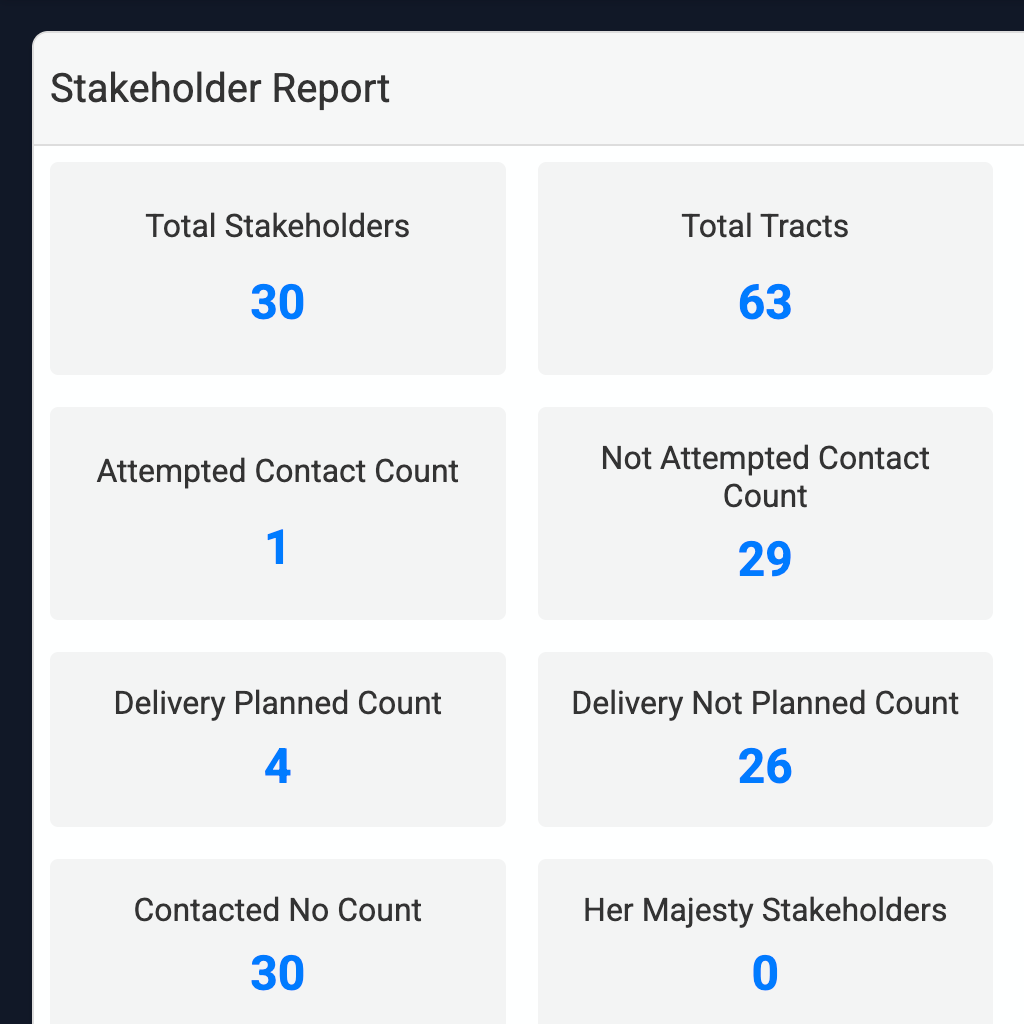 Stakeholder Report
Total Stakeholders
30
Total Tracts
63
Attempted Contact Count
1
Not Attempted Contact
Count
29
Delivery Planned Count
4
Delivery Not Planned Count
26
Contacted No Count
30
Her Majesty Stakeholders
0